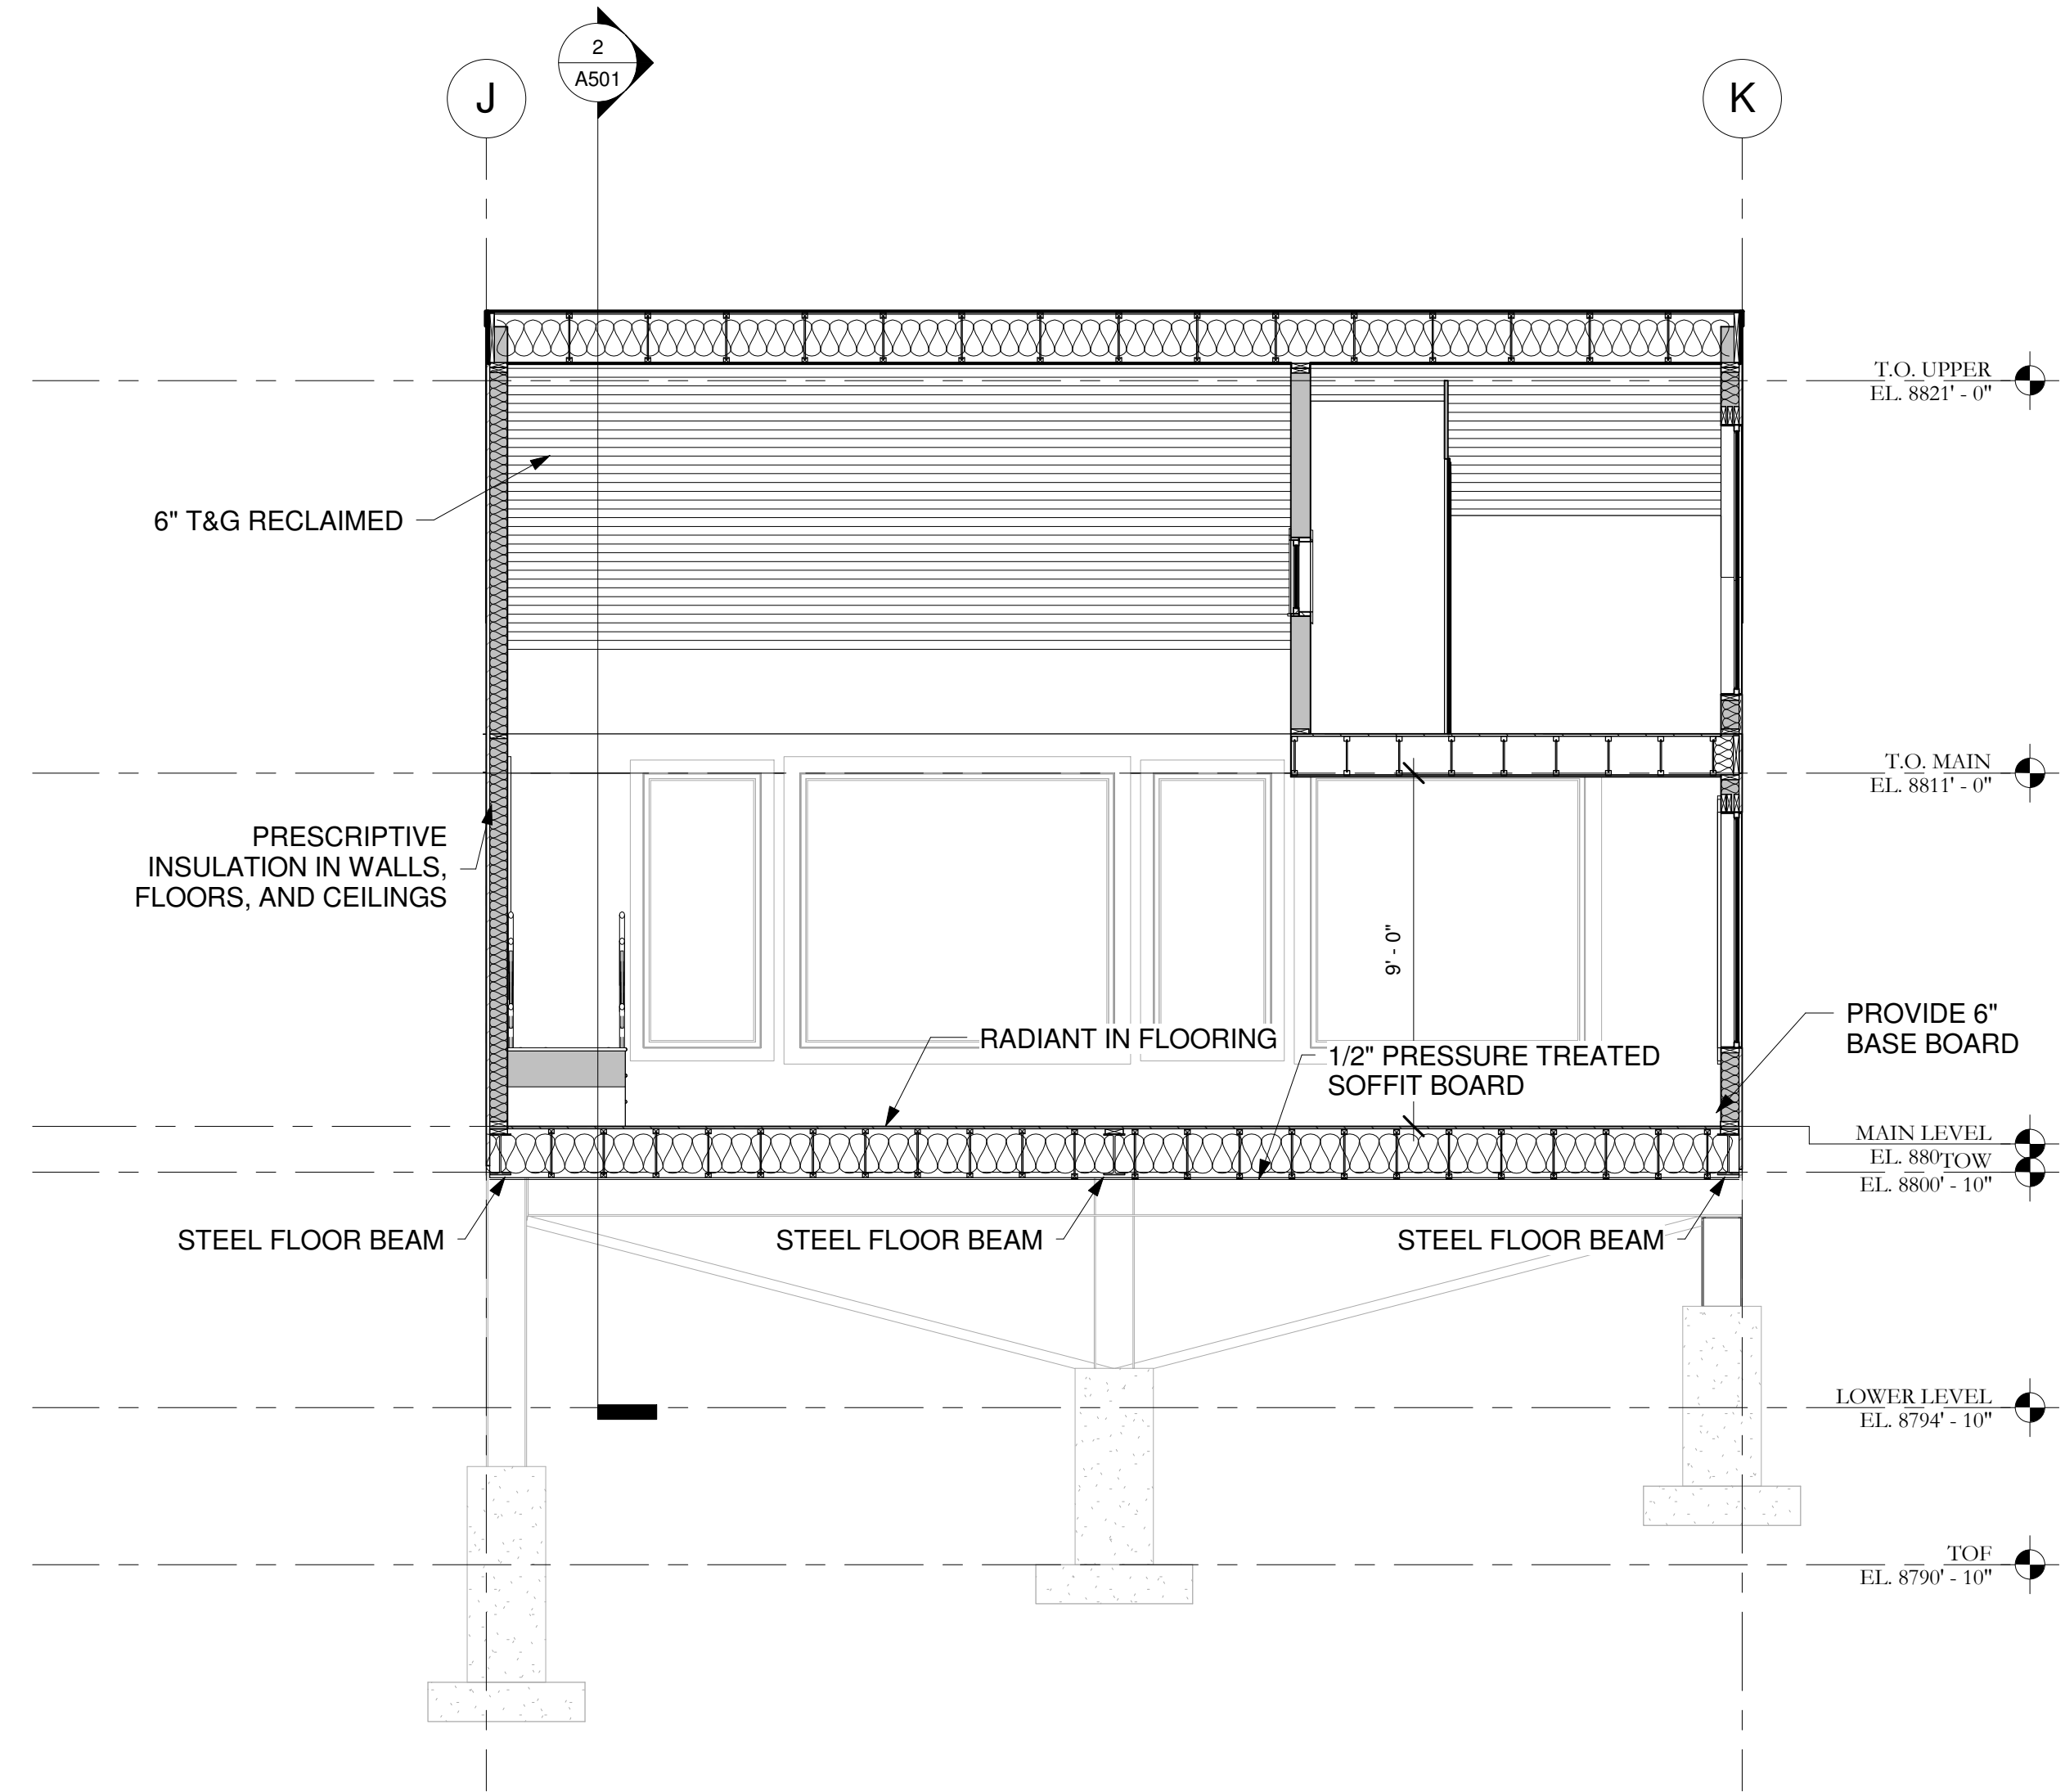 2
A501
J
K
T.O. UPPER
EL. 8821' - 0"
6" T&G RECLAIMED
T.O. MAIN
EL. 8811' - 0"
PRESCRIPTIVE
INSULATION IN WALLS,
FLOORS, AND CEILINGS
9' - 0"
RADIANT IN FLOORING
1/2" PRESSURE TREATED
SOFFIT BOARD
PROVIDE 6"
BASE BOARD
MAIN LEVEL
EL. 880
TOW
EL. 8800' - 10"
STEEL FLOOR BEAM
STEEL FLOOR BEAM
STEEL FLOOR BEAM
LOWER LEVEL
EL. 8794' - 10"
TOF
EL. 8790' - 10"